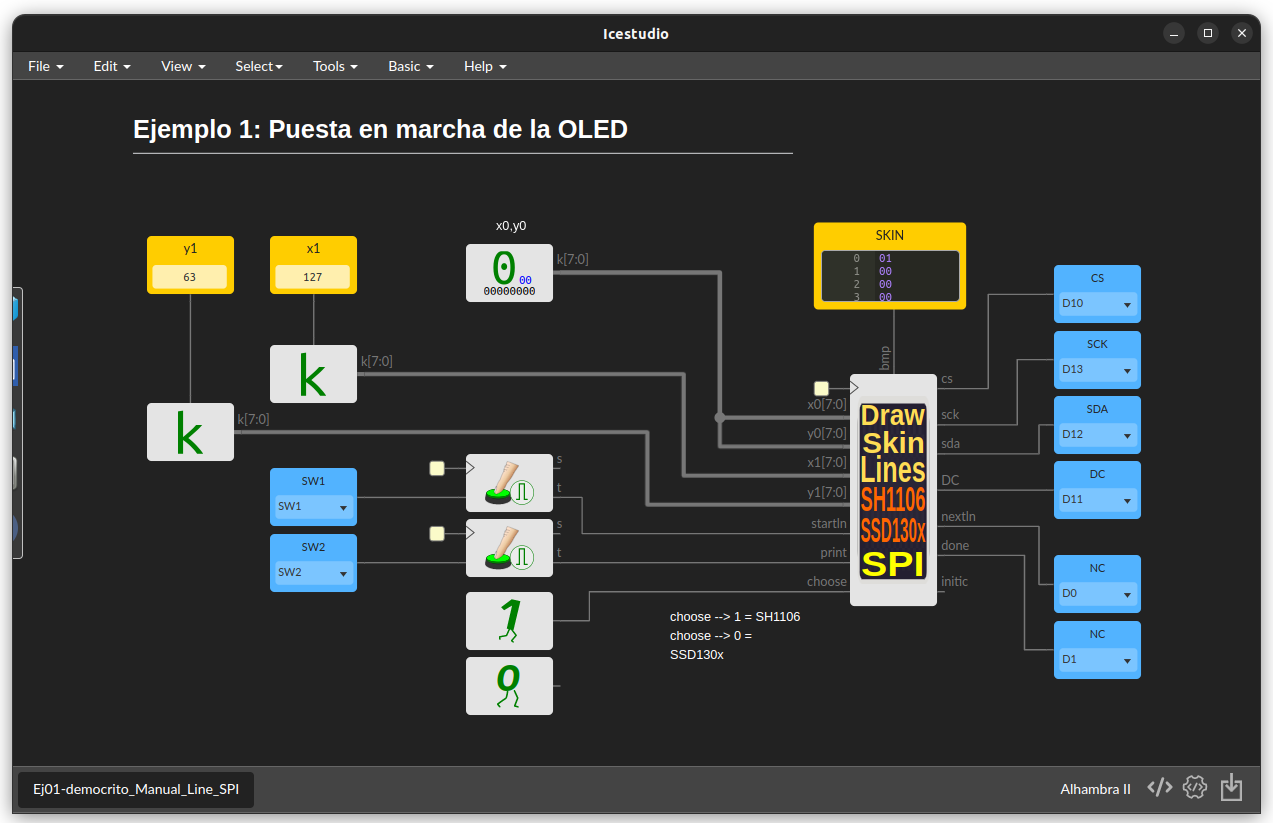 Icestudio
File Edit View Select Tools Basic Help
Ejemplo 1: Puesta en marcha de la OLED
y1
63
x1
127
x0,y0
0
00
00000000
k[7:0]
SKIN
0 01
1 00
2 00
3 00
k
k[7:0]
k
k[7:0]
SW1
SW1
SW2
SW2
s
t
s
t
1
0
choose --> 1 = SH1106
choose --> 0 =
SSD130x
bmp
x0[7:0]
y0[7:0]
x1[7:0]
y1[7:0]
startln
print
choose
Draw
Skin
Lines
SH1106
SSD130x
SPI
cs
sck
sda
DC
nextln
done
initic
CS
D10
SCK
D13
SDA
D12
DC
D11
NC
D0
NC
D1
Ej01-democrito_Manual_Line_SPI
Alhambra II